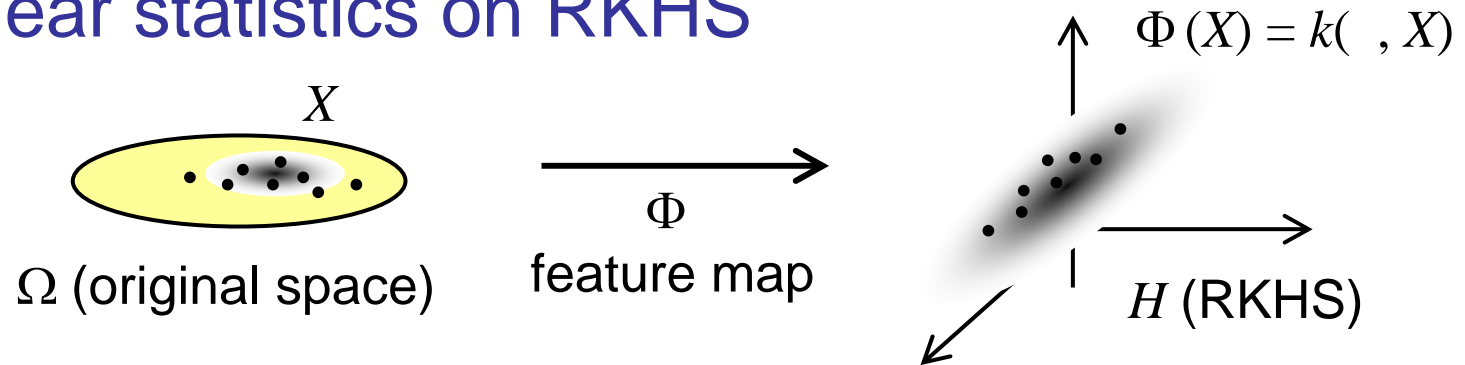 ear statistics on RKHS
Φ (X) = k( , X)
X
Φ
feature map
Ω (original space)
H (RKHS)